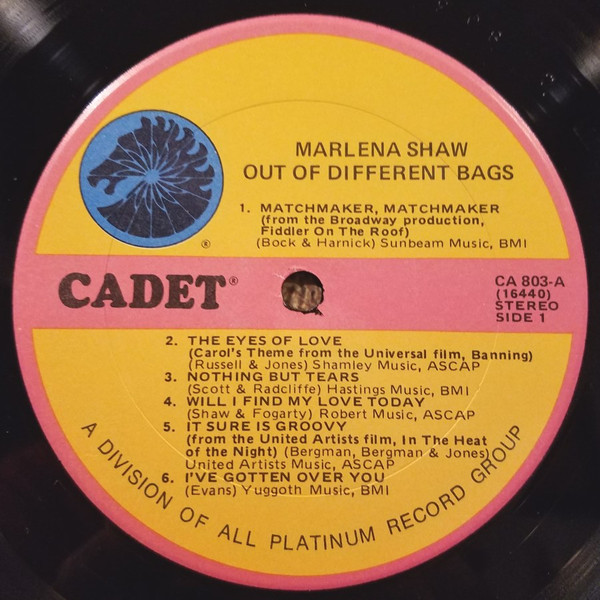 MARLENA SHAW
OUT OF DIFFERENT BAGS
1. MATCHMAKER, MATCHMAKER
(from the Broadway production,
Fiddler On The Roof)
(Bock & Harnick) Sunbeam Music, BMI
®
CADET®
CA 803-A
(16440)
STEREO
SIDE 1
2. THE EYES OF LOVE
(Carol's Theme from the Universal film, Banning)
(Russell & Jones) Shamley Music, ASCAP
3. NOTHING BUT TEARS
(Scott & Radcliffe) Hastings Music, BMI
4. WILL I FIND MY LOVE TODAY
(Shaw & Fogarty) Robert Music, ASCAP
5. IT SURE IS GROOVY
(from the United Artists film, In The Heat
of the Night) (Bergman, Bergman & Jones)
United Artists Music, ASCAP
6. I'VE GOTTEN OVER YOU
(Evans) Yuggoth Music, BMI
A DIVISION OF ALL PLATINUM RECORD GROUP